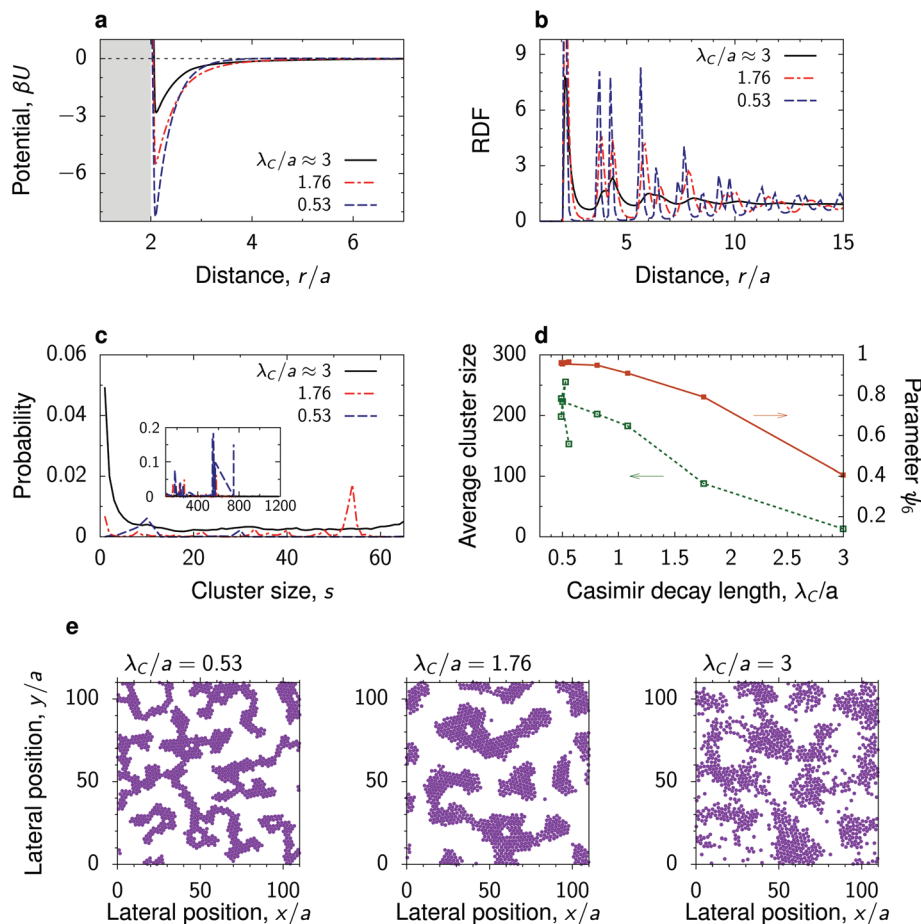 a
Potential, βU
0
−3
−6
λC/a ≈ 3
1.76
0.53
2
4
6
Distance, r/a
b
RDF
9
6
3
0
λC/a ≈ 3
1.76
0.53
5
10
15
Distance, r/a
c
Probability
0.06
0.04
0.02
0
λC/a ≈ 3
1.76
0.53
0.2
0.1
0
400
800
1200
0
20
40
60
Cluster size, s
d
Average cluster size
300
200
100
0
1
0.8
0.6
0.4
0.2
Parameter ψ6
0.5
1
1.5
2
2.5
3
Casimir decay length, λC/a
e
λC/a = 0.53
λC/a = 1.76
λC/a = 3
Lateral position, y/a
100
50
0
100
50
0
100
50
0
0 50 100
0 50 100
0 50 100
Lateral position, x/a
Lateral position, x/a
Lateral position, x/a